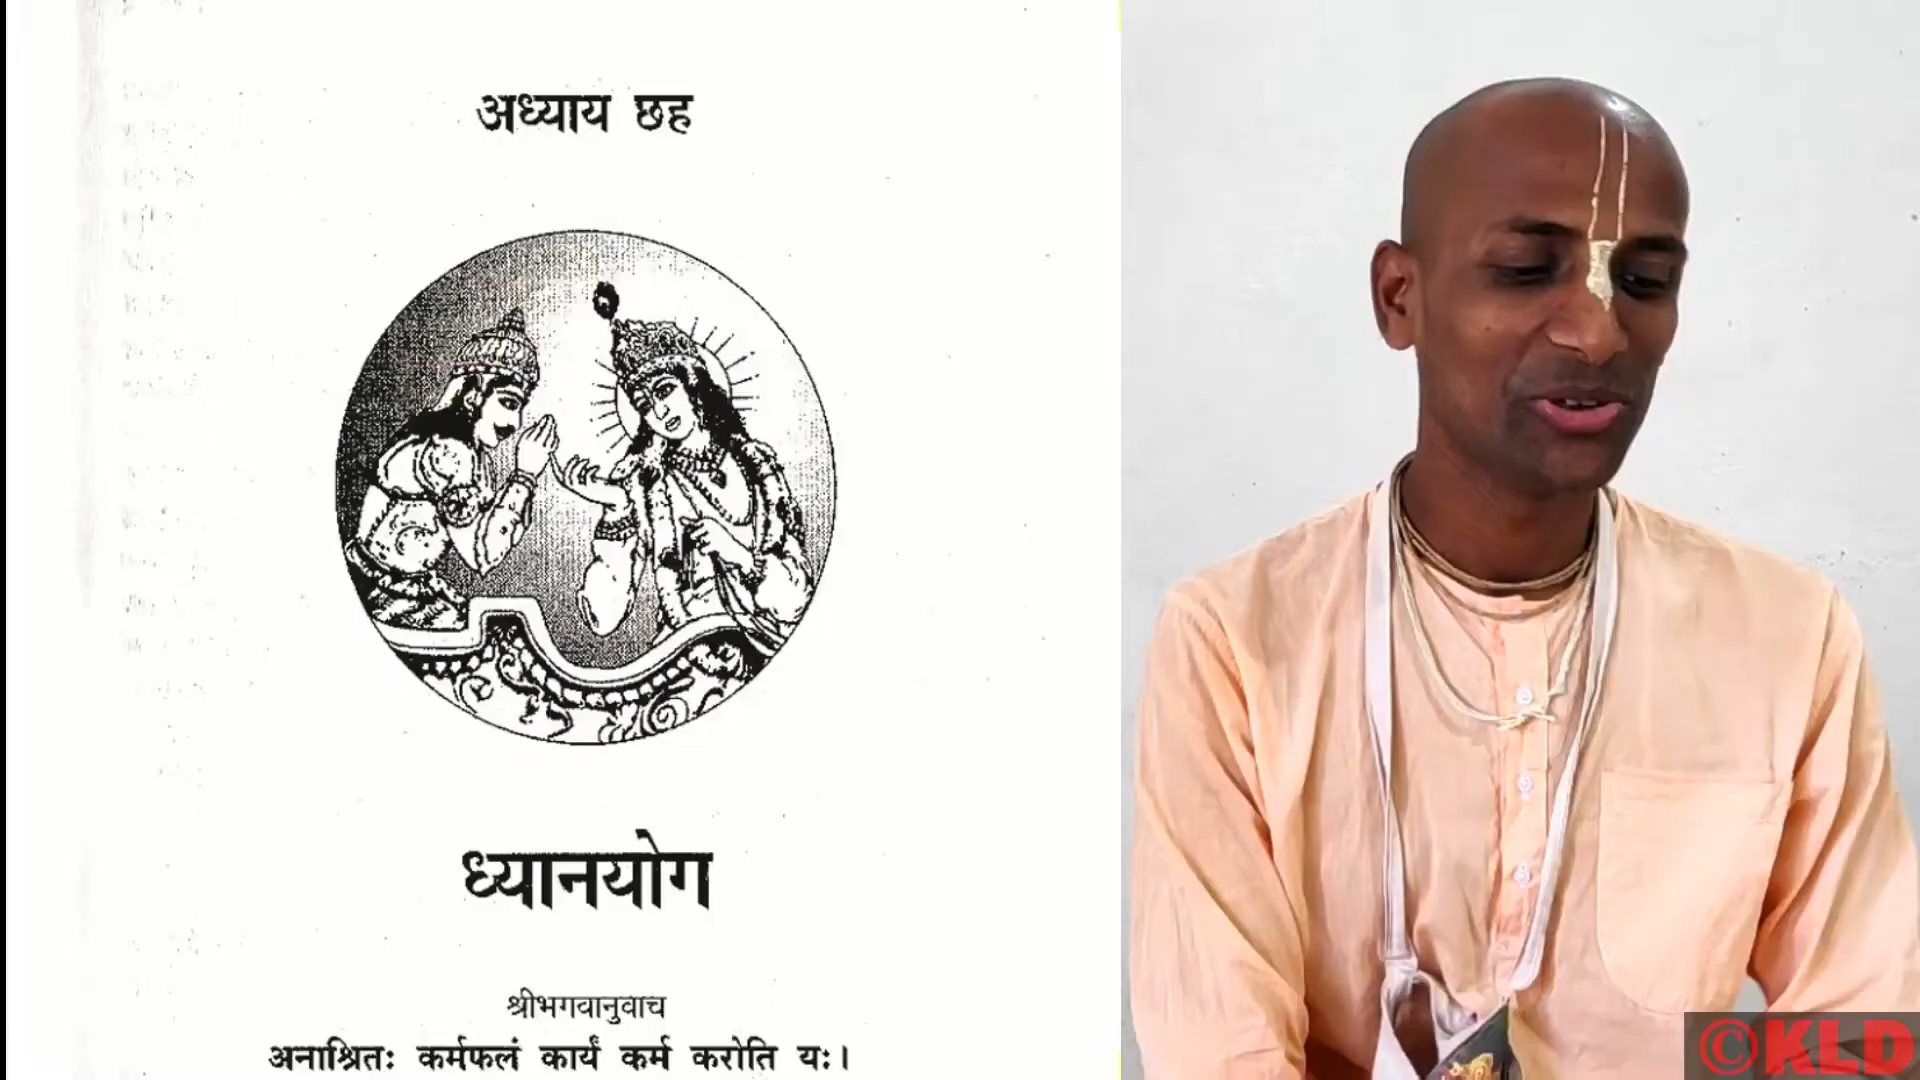 अध्याय छह
ध्यानयोग
श्रीभगवानुवाच
अनाश्रितः कर्मफलं कार्यं कर्म करोति यः।
©KLD